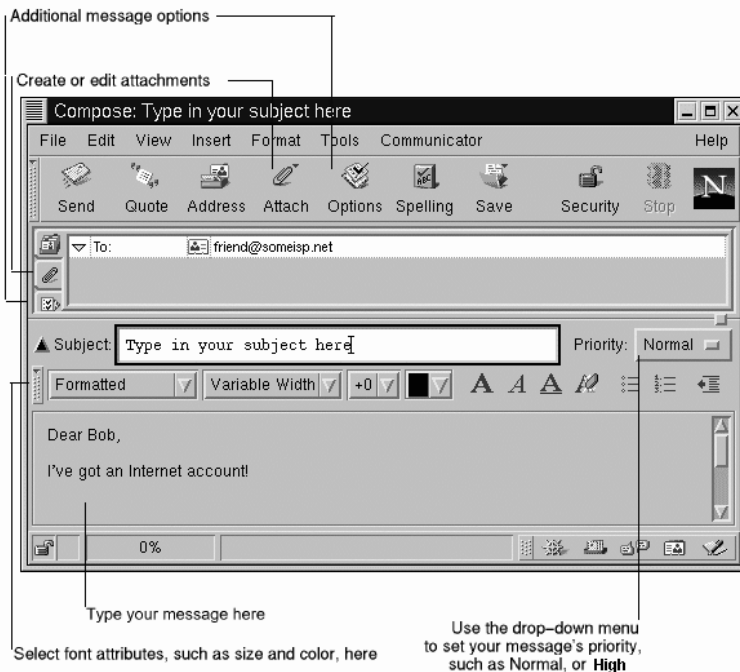 Additional message options
Create or edit attachments
Compose: Type in your subject here
File Edit View Insert Format Tools Communicator Help
Send Quote Address Attach Options Spelling Save Security Stop N
ABC
To: friend@someisp.net
Subject: Type in your subject here Priority: Normal
Formatted Variable Width +0 A A A
Dear Bob,
I've got an Internet account!
0%
Type your message here
Select font attributes, such as size and color, here
Use the drop-down menu
to set your message's priority,
such as Normal, or High